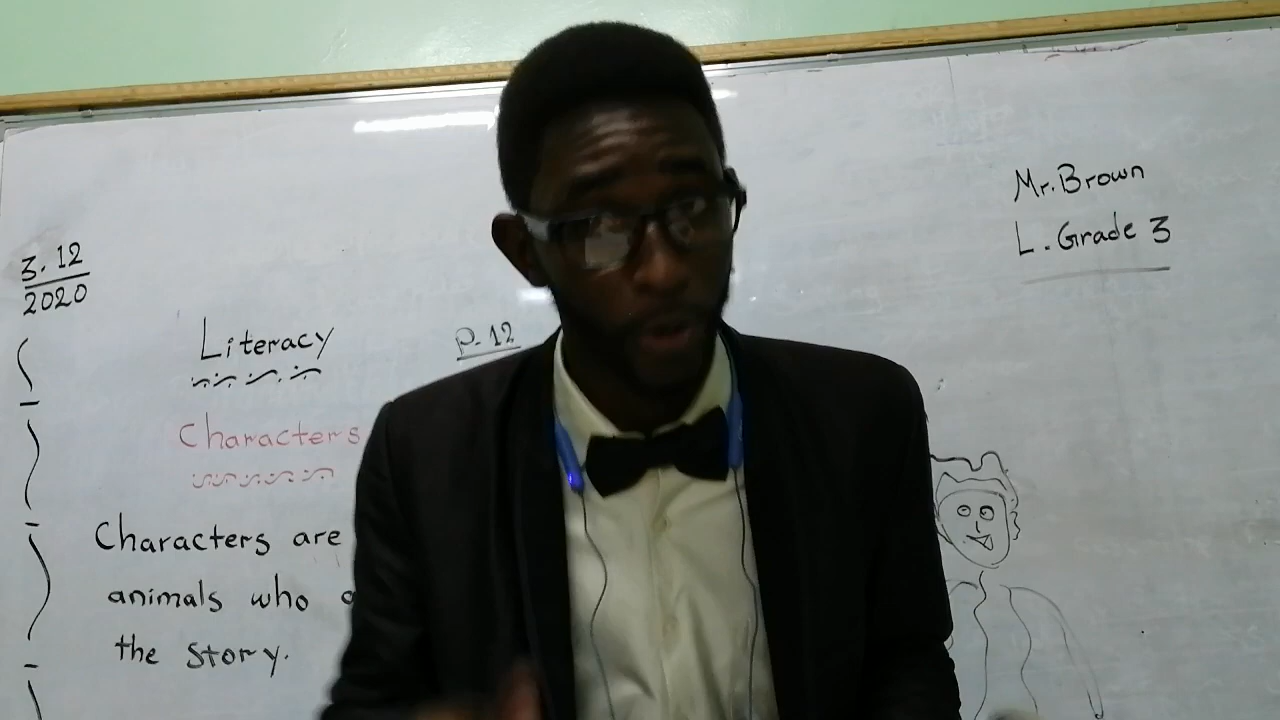 3.12
2020
Literacy
P.12
Characters
Characters are
animals who
the story.
Mr. Brown
L. Grade 3